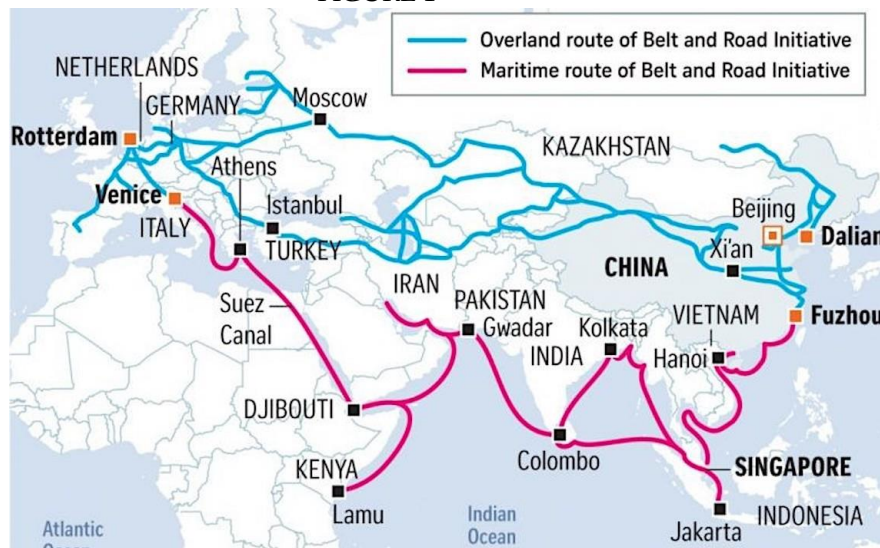 FIGURE 1
Overland route of Belt and Road Initiative
Maritime route of Belt and Road Initiative
NETHERLANDS
GERMANY
Moscow
KAZAKHSTAN
Rotterdam
Athens
Venice
Istanbul
Beijing
ITALY
TURKEY
Xi'an
Dalian
CHINA
IRAN
Suez
Canal
PAKISTAN
Gwadar
Kolkata
VIETNAM
Fuzhou
INDIA
Hanoi
DJIBOUTI
Colombo
SINGAPORE
KENYA
Lamu
Jakarta
INDONESIA
Atlantic
Indian
Ocean